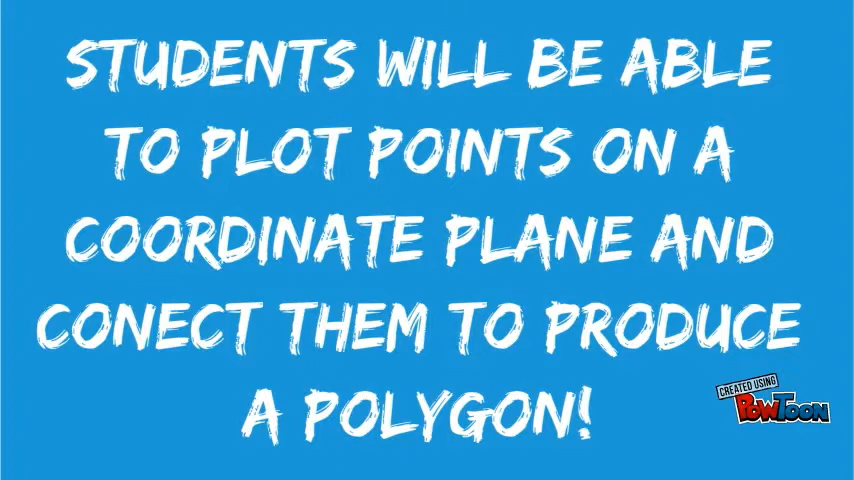 STUDENTS WILL BE ABLE
TO PLOT POINTS ON A
COORDINATE PLANE AND
CONECT THEM TO PRODUCE
A POLYGON!
CREATED USING
POWTOON